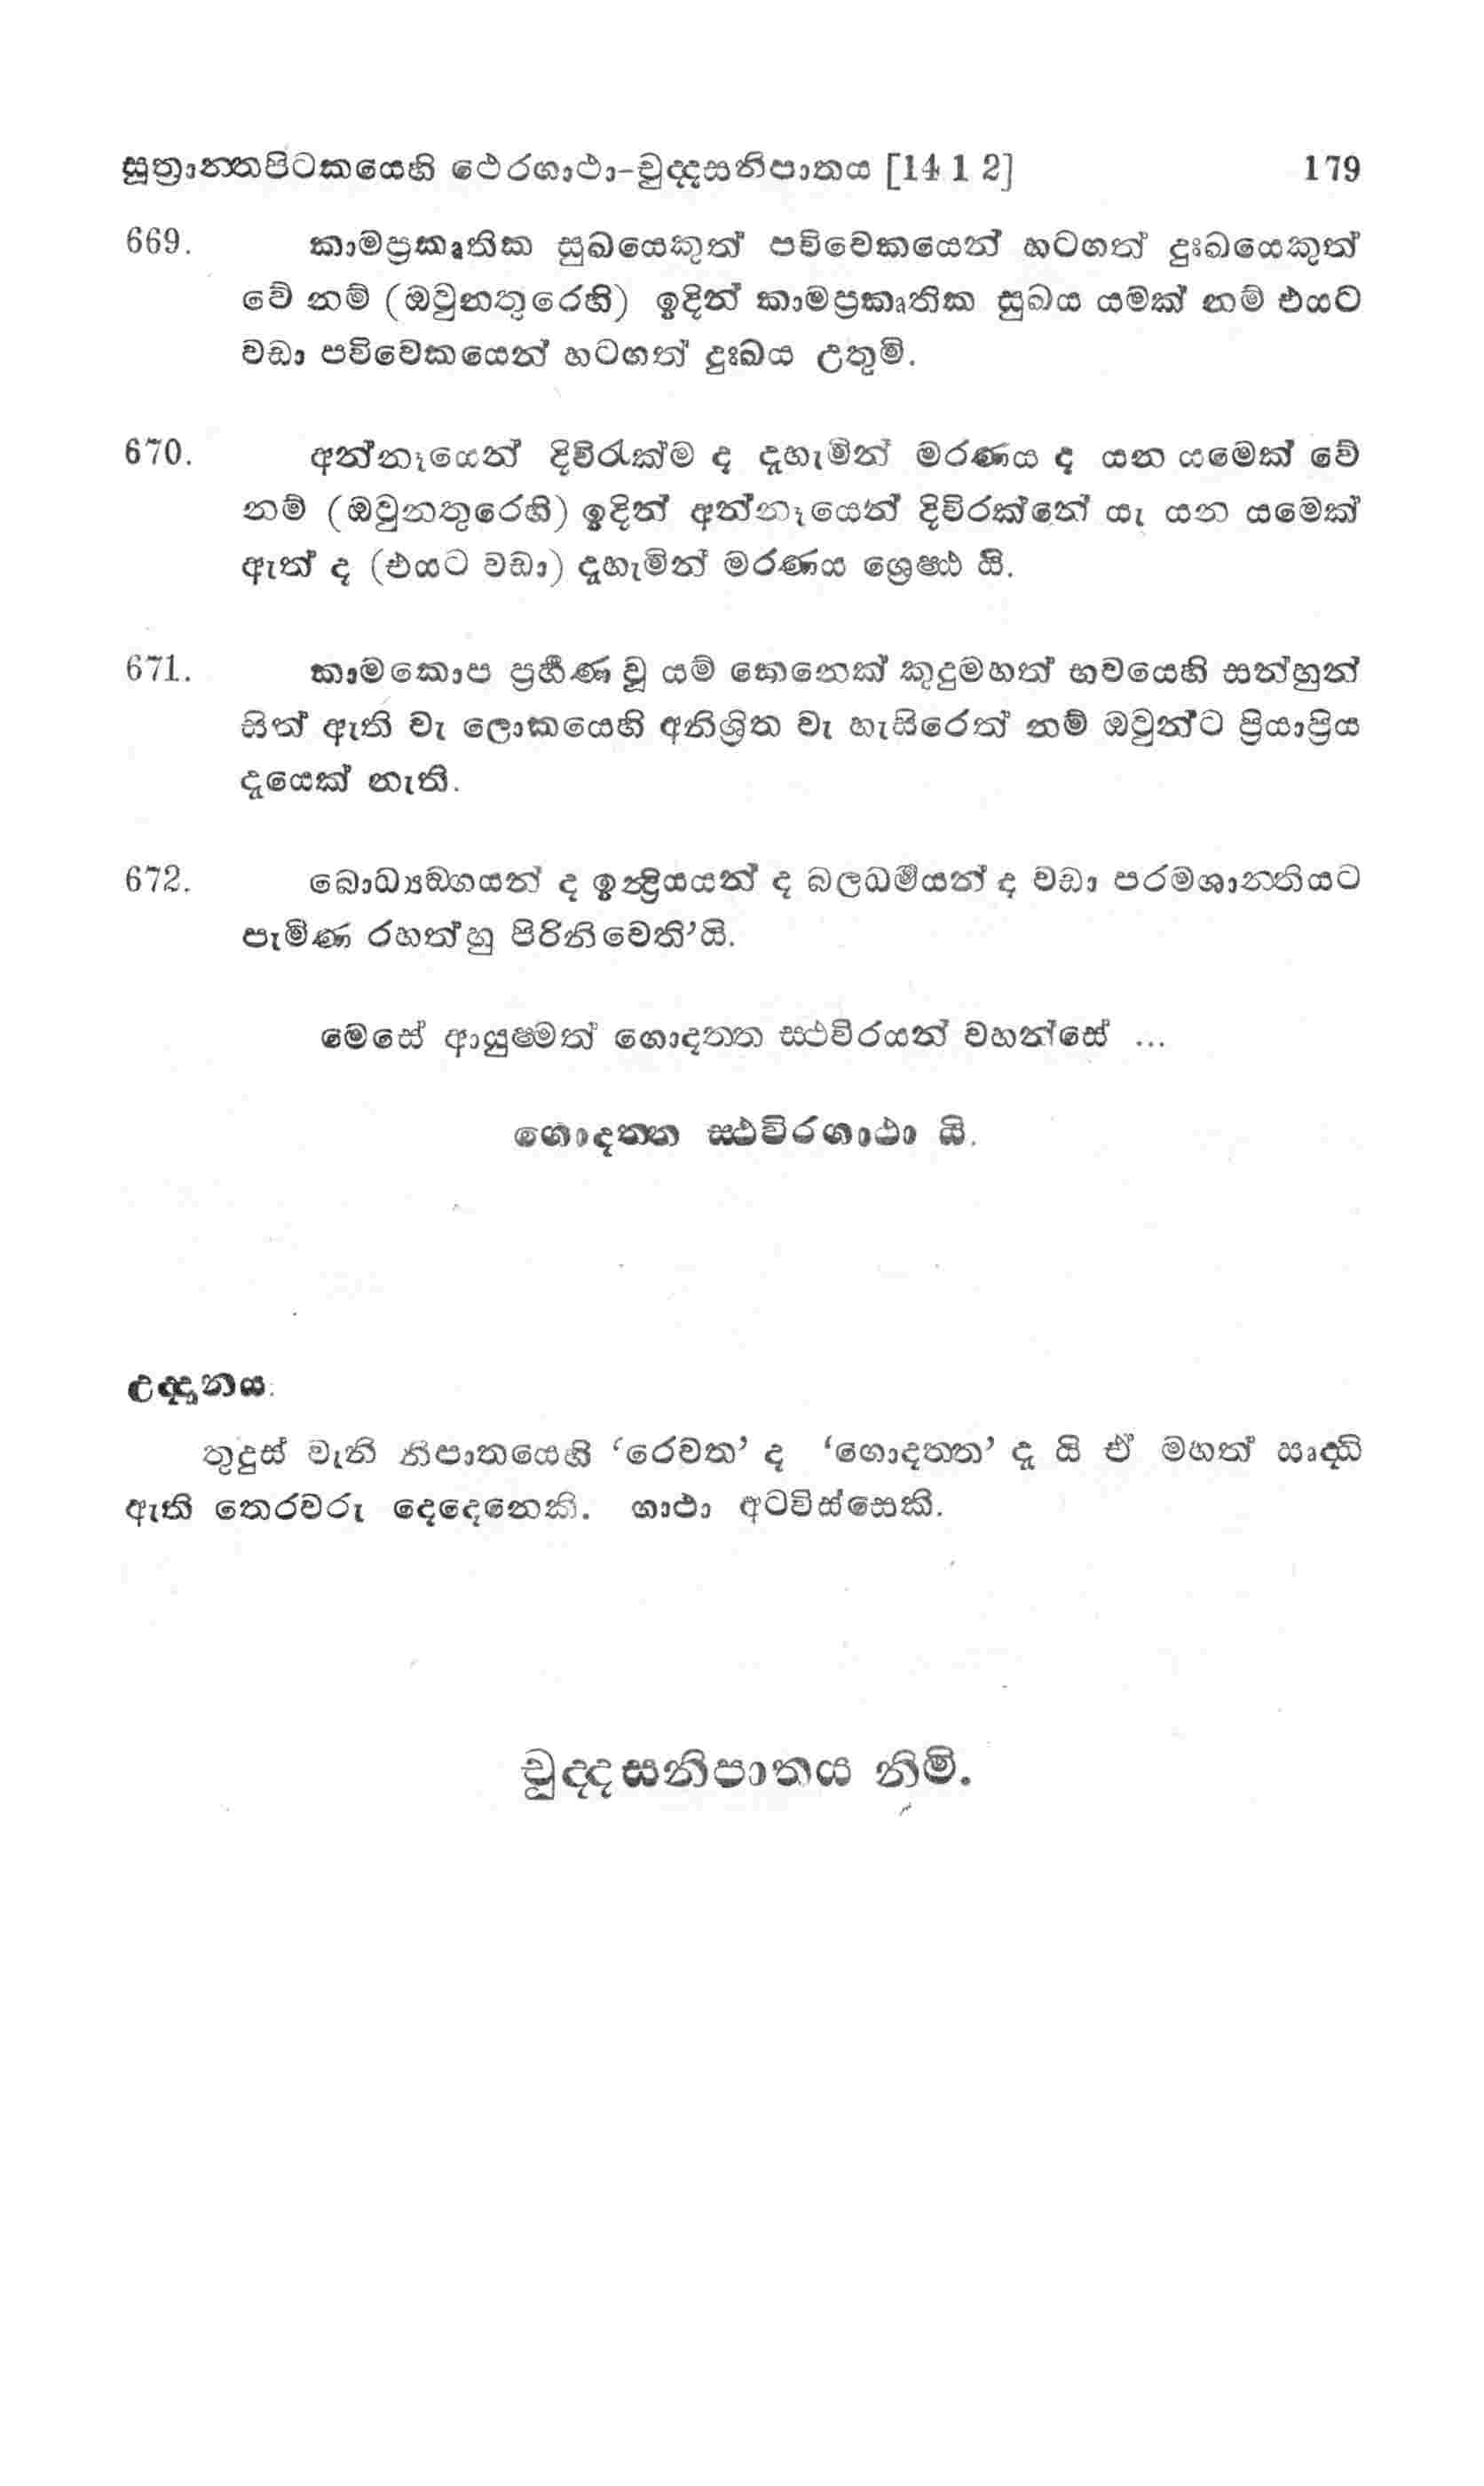 සූත්‍රාන්තපිටකයෙහි ථෙරගාථා-චුද්දසනිපාතය [14 1 2] 179
669. කාමප්‍රකෘතික සුඛයෙකුත් පවිවෙකයෙන් හටගත් දුඃඛයෙකුත්
වේ නම් (ඔවුනතුරෙහි) ඉදින් කාමප්‍රකෘතික සුඛය යමක් නම් එයට
වඩා පවිවෙකයෙන් හටගත් දුඃඛය උතුමි.
670. අන්නෑයෙන් දිවිරැක්ම ද දැහැමින් මරණය ද යන යමෙක් වේ
නම් (ඔවුනතුරෙහි) ඉදින් අන්නෑයෙන් දිවිරක්නේ යැ යන යමෙක්
ඇත් ද (එයට වඩා) දැහැමින් මරණය ශ්‍රෙෂ්ඨ යි.
671. කාමකොප ප්‍රහීණ වූ යම් කෙනෙක් කුදුමහත් භවයෙහි සන්හුන්
සිත් ඇති වැ ලොකයෙහි අනිශ්‍රිත වැ හැසිරෙත් නම් ඔවුන්ට ප්‍රියාප්‍රිය
දැයෙක් නැති.
672. බොධ්‍යඞ්ගයන් ද ඉන්ද්‍රියයන් ද බලධර්මයන් ද වඩා පරමශාන්තියට
පැමිණ රහත්හු පිරිනිවෙති’යි.
මෙසේ ආයුෂ්මත් ගොදත්ත ස්ථවිරයන් වහන්සේ ...
ගොදත්ත ස්ථවිරගාථා යි.
උද්දානය:
තුදුස් වැනි නිපාතයෙහි ‘රෙවත’ ද ‘ගොදත්ත’ ද යි ඒ මහත් ඍද්ධි
ඇති තෙරවරු දෙදෙනෙකි. ගාථා අටවිස්සෙකි.
චුද්දසනිපාතය නිමි.